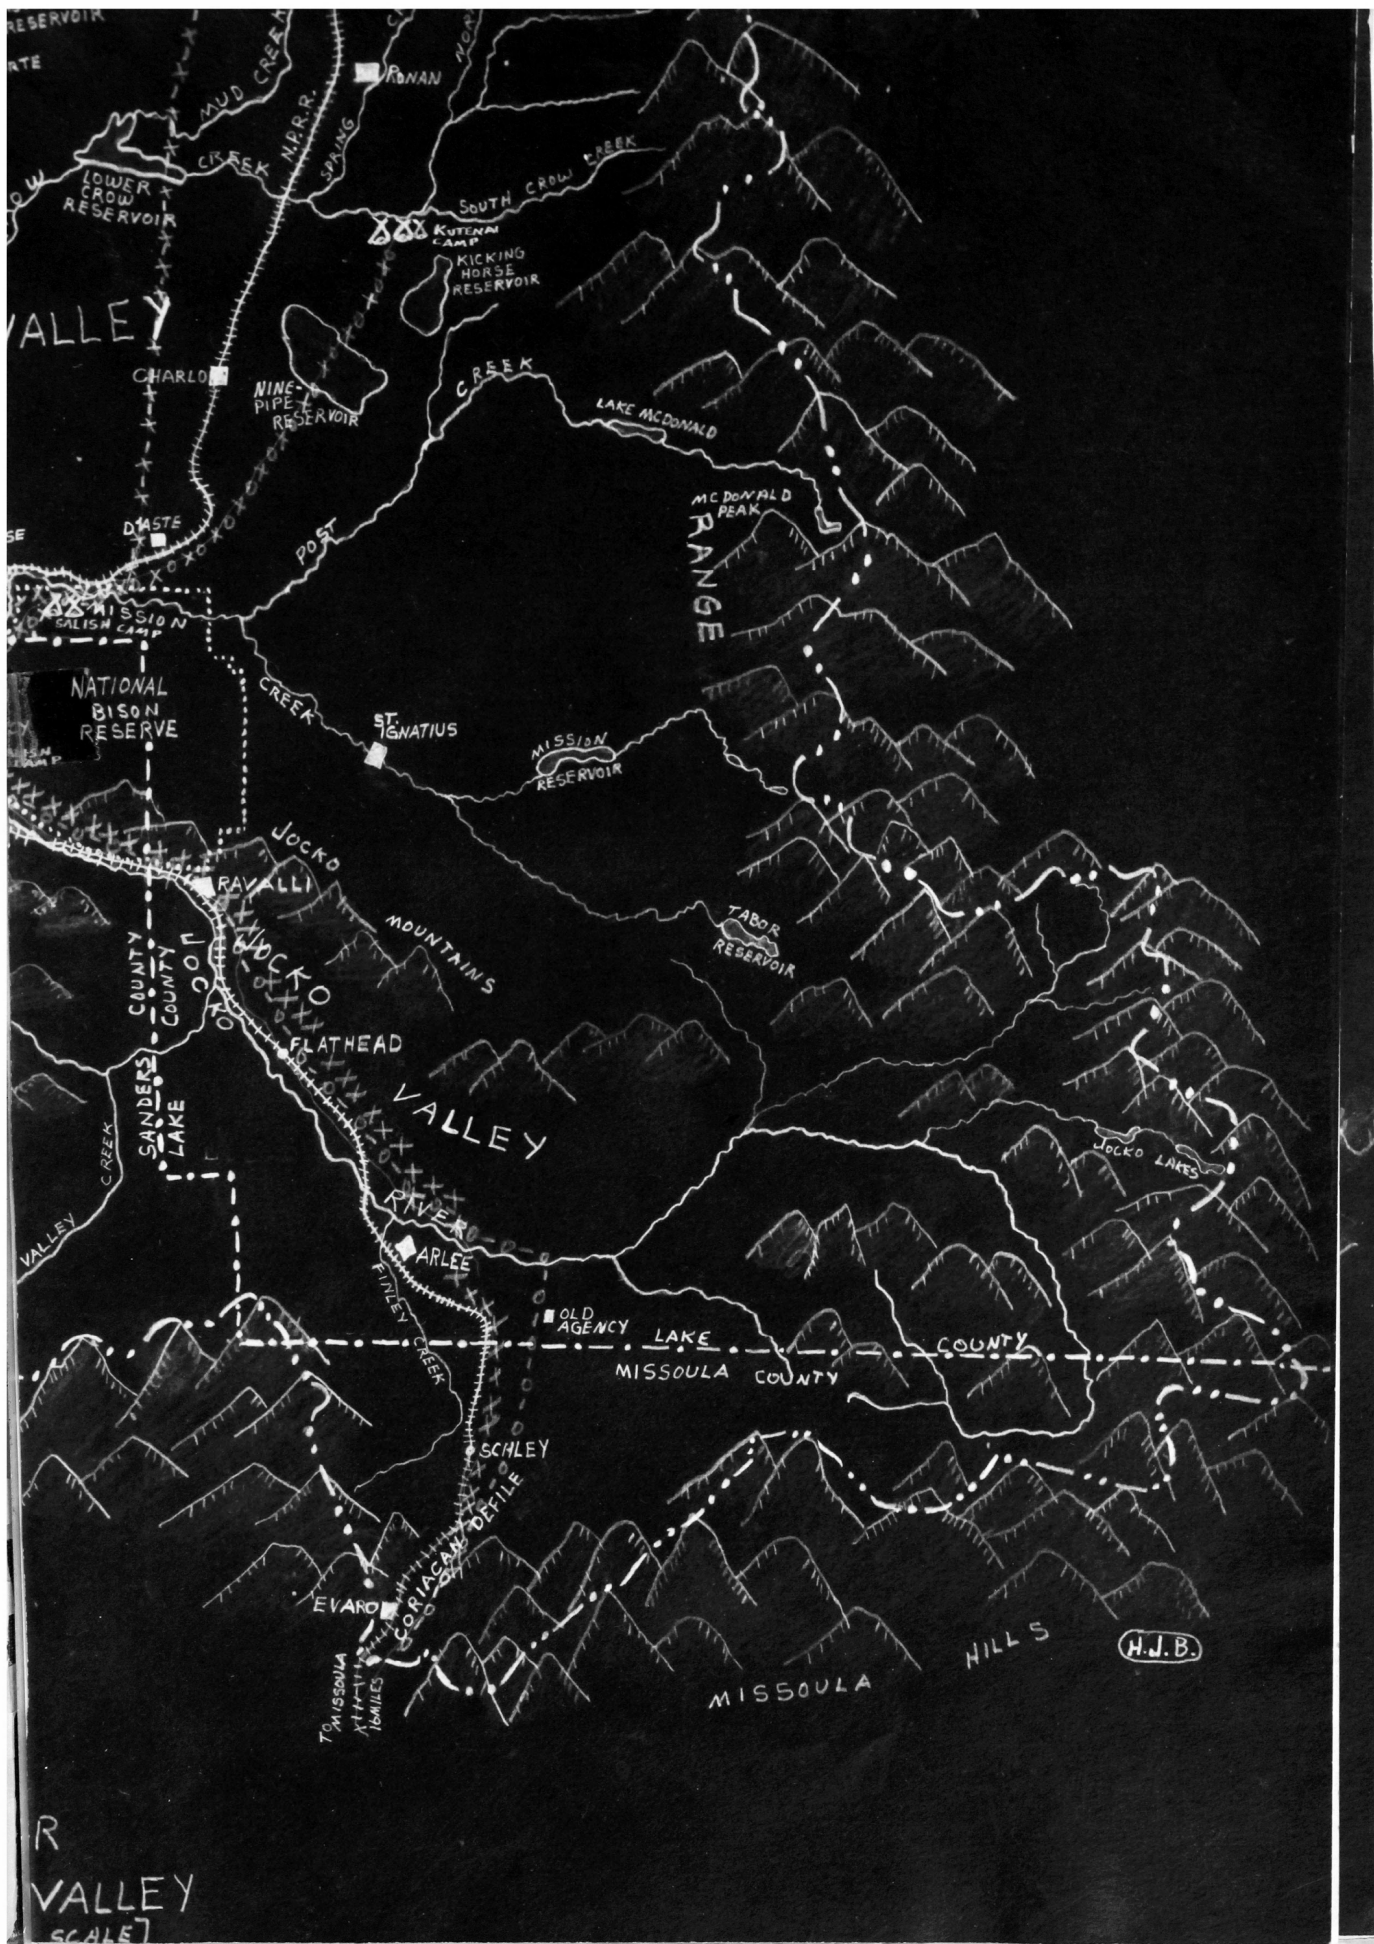 RESERVOIR
RONAN
MUD CREEK
N.P.R.R.
SPRING
CREEK
LOWER
CROW
RESERVOIR
SOUTH CROW CREEK
KUTENAI
CAMP
KICKING
HORSE
RESERVOIR
VALLEY
CHARLO
NINE-
PIPE
RESERVOIR
CREEK
LAKE MCDONALD
MCDONALD
PEAK
RANGE
D'ASTE
POST
MISSION
SALISH CAMP
NATIONAL
BISON
RESERVE
CAMP
CREEK
ST.
IGNATIUS
MISSION
RESERVOIR
JOCKO
MOUNTAINS
RAVALLI
TABOR
RESERVOIR
SANDERS COUNTY
LAKE COUNTY
JOCKO
JOCKO
VALLEY
FLATHEAD
RIVER
JOCKO LAKES
VALLEY CREEK
ARLEE
FINLEY
CREEK
OLD
AGENCY
LAKE COUNTY
MISSOULA COUNTY
SCHLEY
CORIACAN DEFILE
EVARO
TO
MISSOULA
16 MILES
MISSOULA HILLS
H.J.B.
R
VALLEY
SCALE]